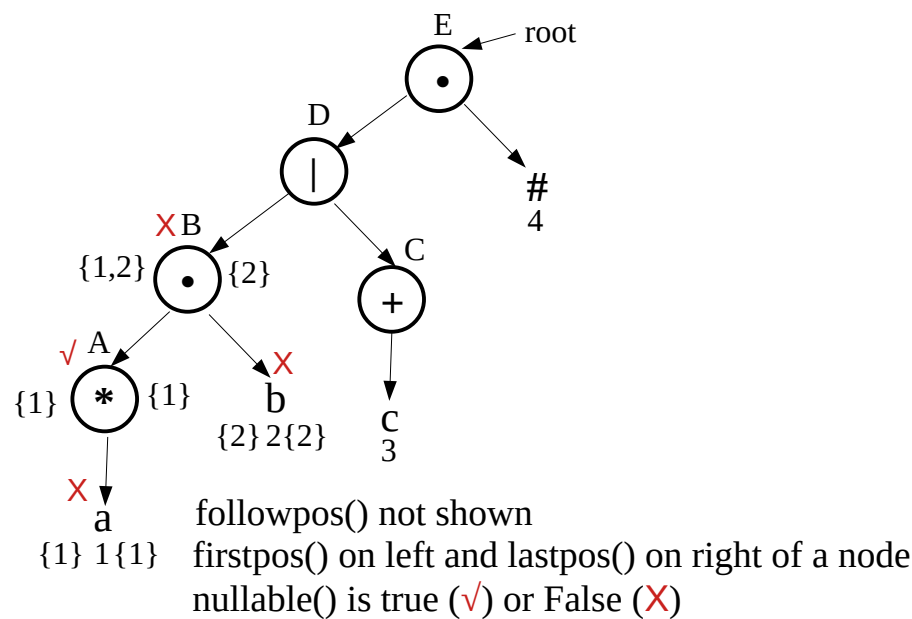 E
root
•
D
|
#
4
X B
{1,2} • {2}
C
+
√ A
{1} * {1}
X
b
{2} 2{2}
c
3
X
a
{1} 1{1}
followpos() not shown
firstpos() on left and lastpos() on right of a node
nullable() is true (√) or False (X)